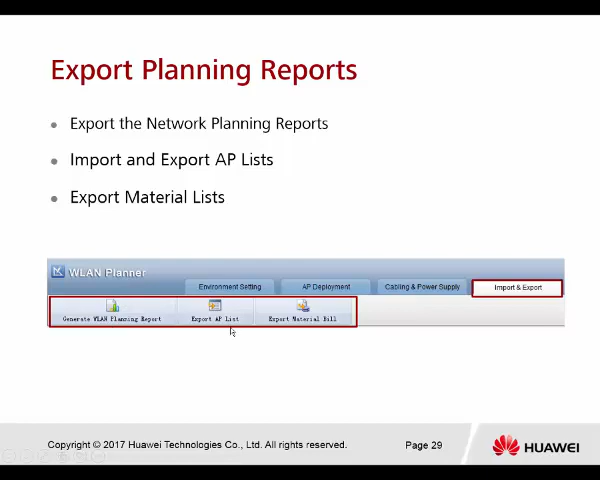 Export Planning Reports
Export the Network Planning Reports
Import and Export AP Lists
Export Material Lists
WLAN Planner
Environment Setting AP Deployment Cabling & Power Supply Import & Export
Generate WLAN Planning Report Export AP List Export Material Bill
Copyright © 2017 Huawei Technologies Co., Ltd. All rights reserved. Page 29 HUAWEI